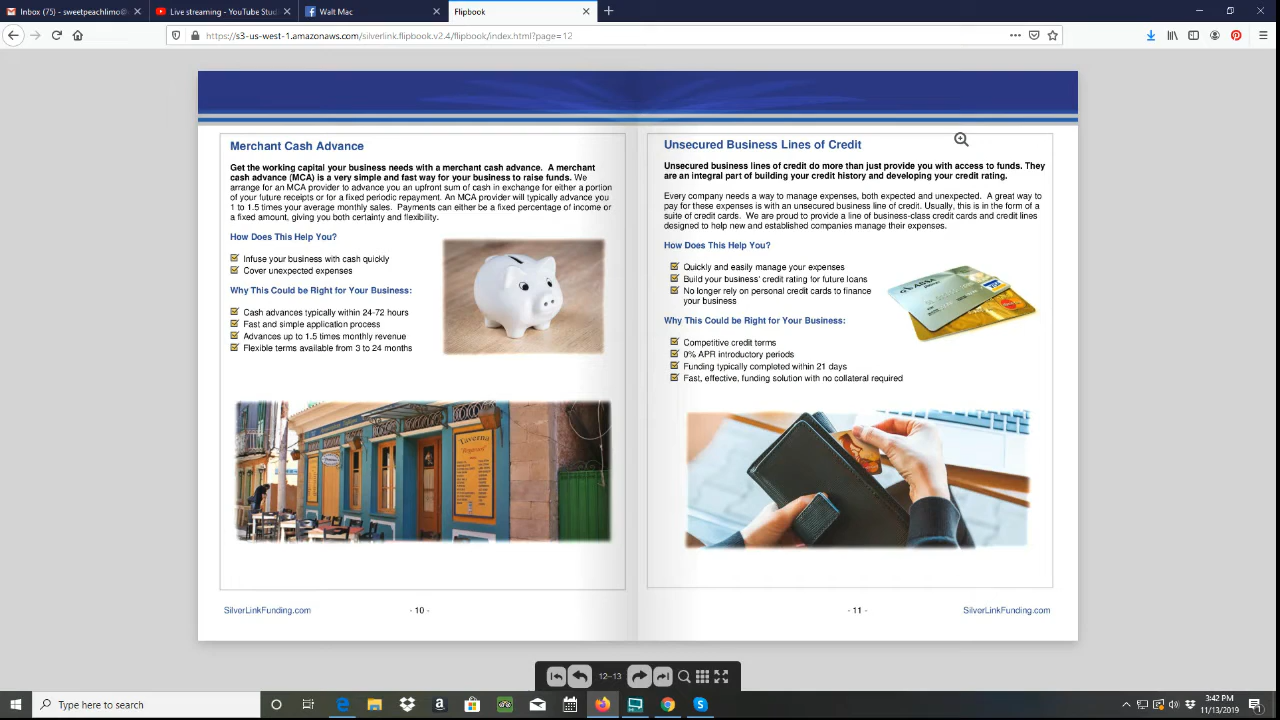 Inbox (75) - sweetpeachlimo@
Live streaming - YouTube Stud
Walt Mac
Flipbook
https://s3-us-west-1.amazonaws.com/silverlink.flipbook.v2.4/flipbook/index.html?page=12
Merchant Cash Advance
Get the working capital your business needs with a merchant cash advance. A merchant
cash advance (MCA) is a very simple and fast way for your business to raise funds. We
arrange for an MCA provider to advance you an upfront sum of cash in exchange for either a portion
of your future receipts or for a fixed periodic repayment. An MCA provider will typically advance you
1 to 1.5 times your average monthly sales. Payments can either be a fixed percentage of income or
a fixed amount, giving you both certainty and flexibility.
How Does This Help You?
Infuse your business with cash quickly
Cover unexpected expenses
Why This Could be Right for Your Business:
Cash advances typically within 24-72 hours
Fast and simple application process
Advances up to 1.5 times monthly revenue
Flexible terms available from 3 to 24 months
Taverna
SilverLinkFunding.com
- 10 -
Unsecured Business Lines of Credit
Unsecured business lines of credit do more than just provide you with access to funds. They
are an integral part of building your credit history and developing your credit rating.
Every company needs a way to manage expenses, both expected and unexpected. A great way to
pay for these expenses is with an unsecured business line of credit. Usually, this is in the form of a
suite of credit cards. We are proud to provide a line of business-class credit cards and credit lines
designed to help new and established companies manage their expenses.
How Does This Help You?
Quickly and easily manage your expenses
Build your business' credit rating for future loans
No longer rely on personal credit cards to finance
your business
Why This Could be Right for Your Business:
Competitive credit terms
0% APR introductory periods
Funding typically completed within 21 days
Fast, effective, funding solution with no collateral required
VISA
- 11 -
SilverLinkFunding.com
12–13
Type here to search
3:42 PM
11/13/2019